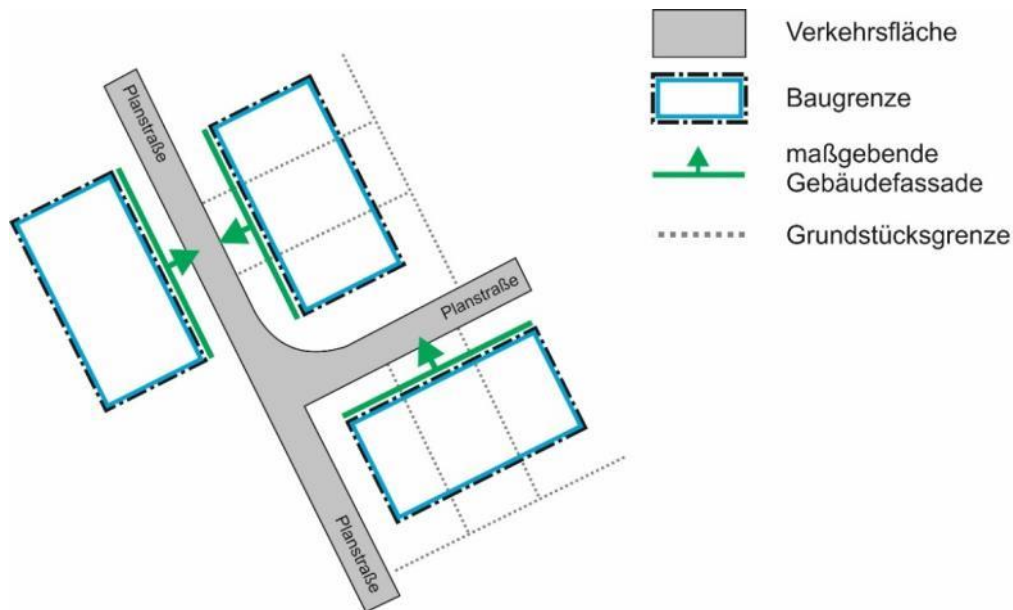 Verkehrsfläche
Baugrenze
maßgebende
Gebäudefassade
Grundstücksgrenze
Planstraße
Planstraße
Planstraße